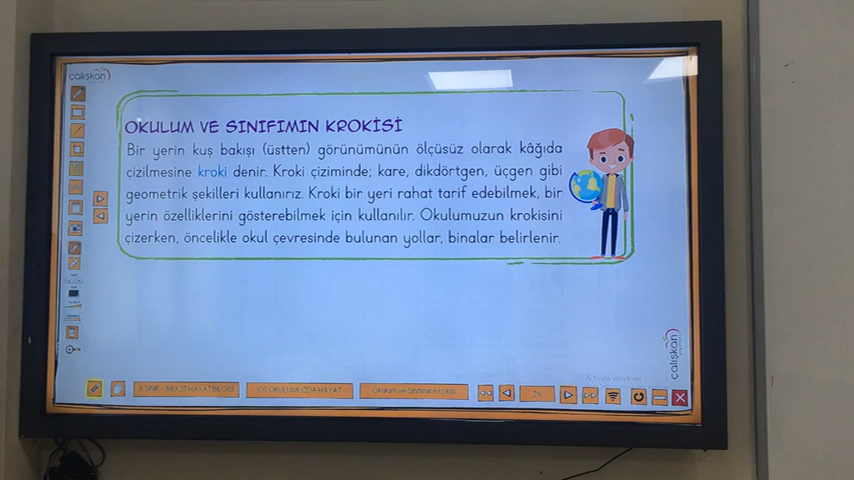 çalışkan
OKULUM VE SINIFIMIN KROKİSİ
Bir yerin kuş bakışı (üstten) görünümünün ölçüsüz olarak kâğıda
çizilmesine kroki denir. Kroki çiziminde; kare, dikdörtgen, üçgen gibi
geometrik şekilleri kullanırız. Kroki bir yeri rahat tarif edebilmek, bir
yerin özelliklerini gösterebilmek için kullanılır. Okulumuzun krokisini
çizerken, öncelikle okul çevresinde bulunan yollar, binalar belirlenir.
çalışkan
Activate Windows
3. SINIF - MUCİT HAYAT BİLGİSİ
OKULUMUZDA HAYAT
Okulum ve Sınıfımın Krokisi